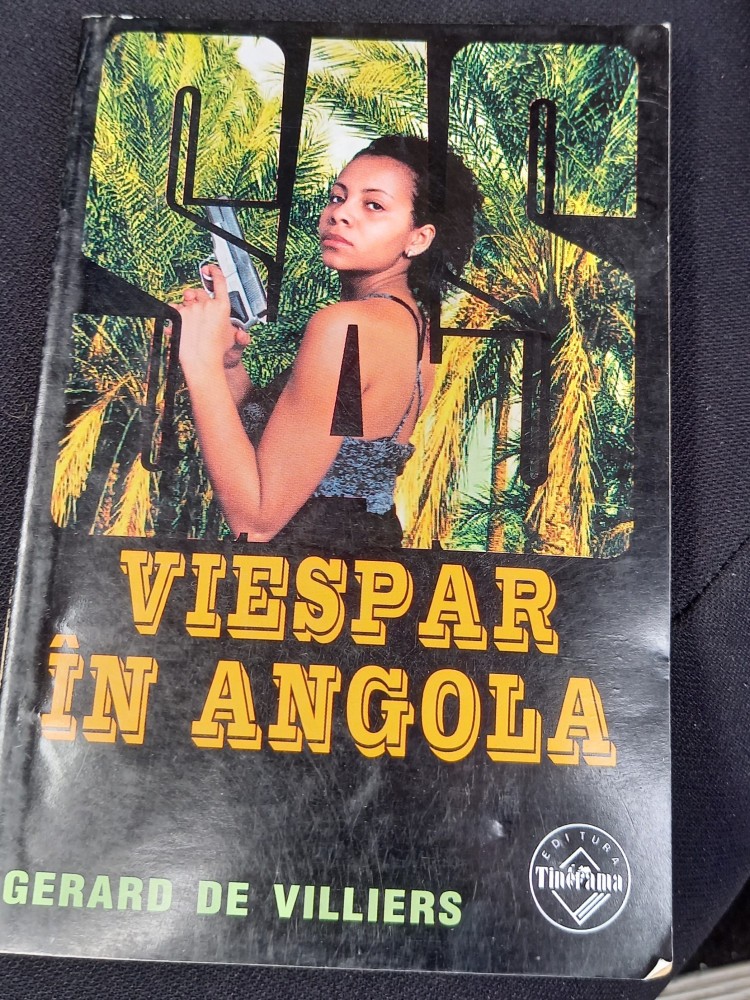 SAS
VIESPAR
ÎN ANGOLA
GERARD DE VILLIERS
EDITURA
Tinerama